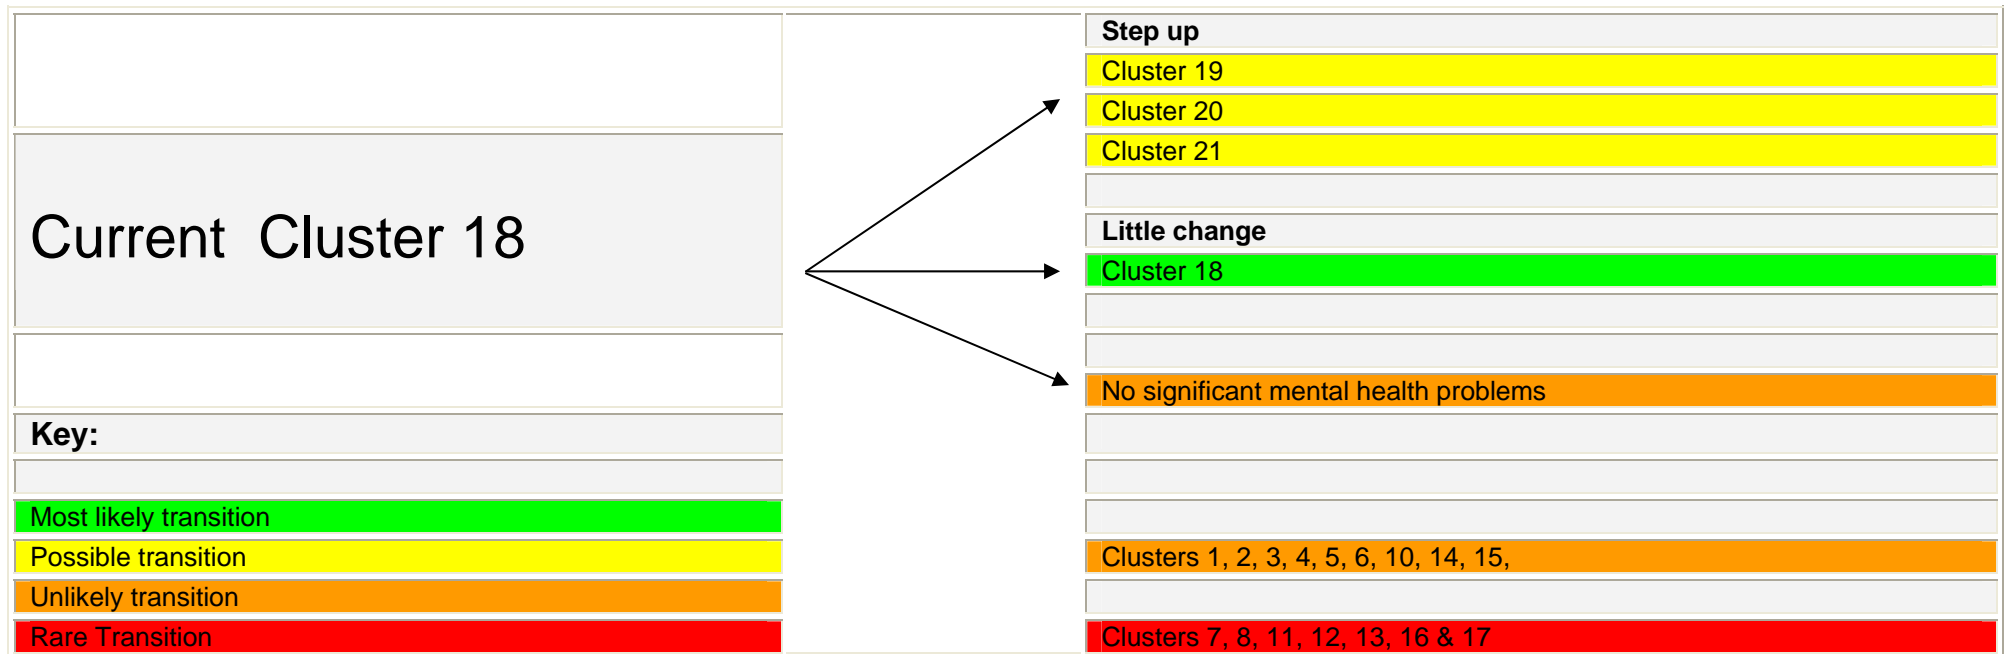 Current  Cluster 18
Key:
Most likely transition
Possible transition
Unlikely transition
Rare Transition
Step up
Cluster 19
Cluster 20
Cluster 21
Little change
Cluster 18
No significant mental health problems
Clusters 1, 2, 3, 4, 5, 6, 10, 14, 15,
Clusters 7, 8, 11, 12, 13, 16 & 17